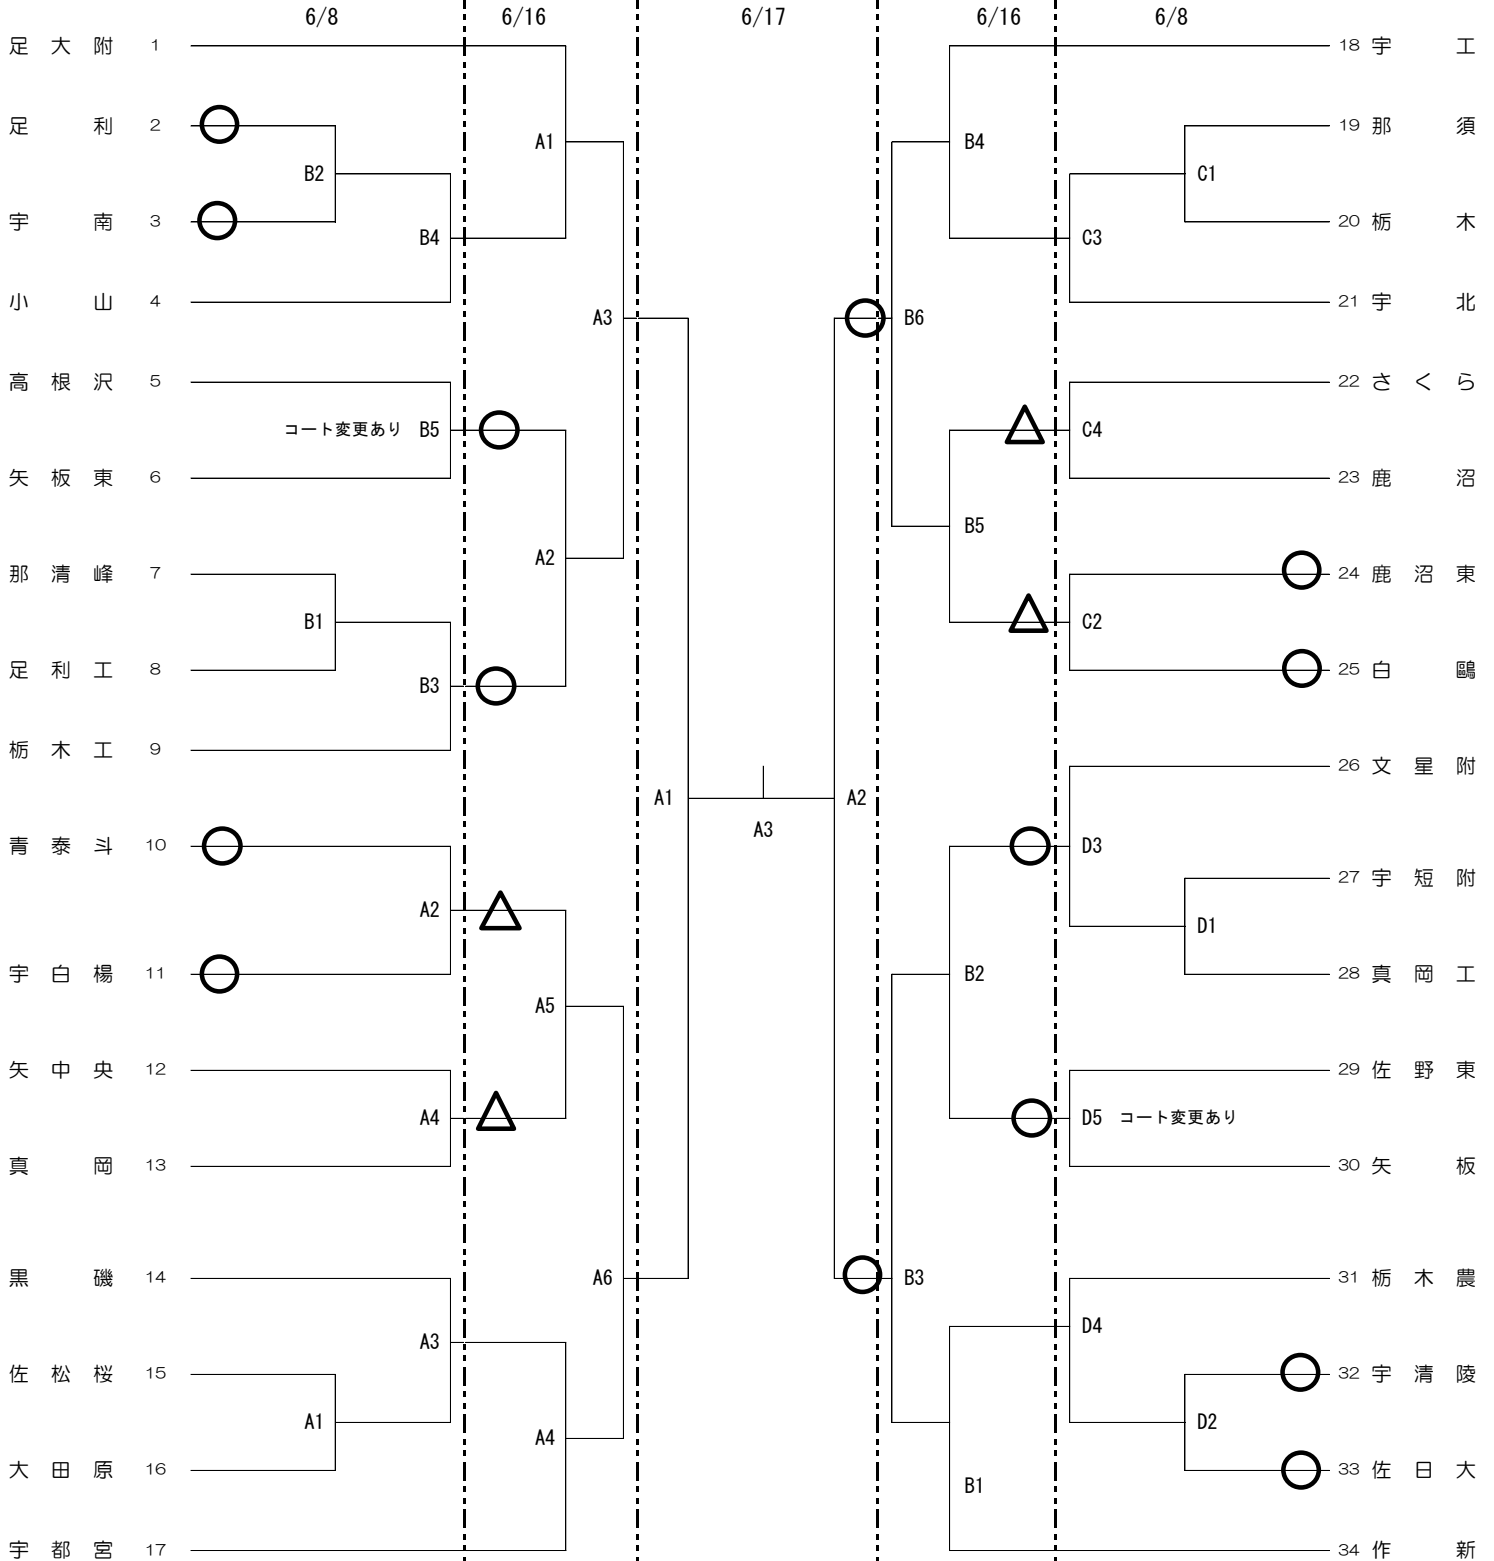 6/8 6/16 6/17 6/16 6/8
足大附 1 18 宇工
足利 2 19 那須
A1 B4
B2 C1
宇南 3 20 栃木
B4 C3
小山 4 21 宇北
A3 B6
高根沢 5 22 さくら
コート変更あり B5 C4
矢板東 6 23 鹿沼
B5
A2
那清峰 7 24 鹿沼東
B1 C2
足利工 8 25 白鷗
B3
栃木工 9
26 文星附
A1 A2
A3
青泰斗 10 D3
27 宇短附
A2 D1
宇白楊 11 B2 28 真岡工
A5
矢中央 12 29 佐野東
A4 D5 コート変更あり
真岡 13 30 矢板
黒磯 14 A6 B3 31 栃木農
A3 D4
佐松桜 15 32 宇清陵
A1 D2
A4
大田原 16 33 佐日大
B1
宇都宮 17 34 作新